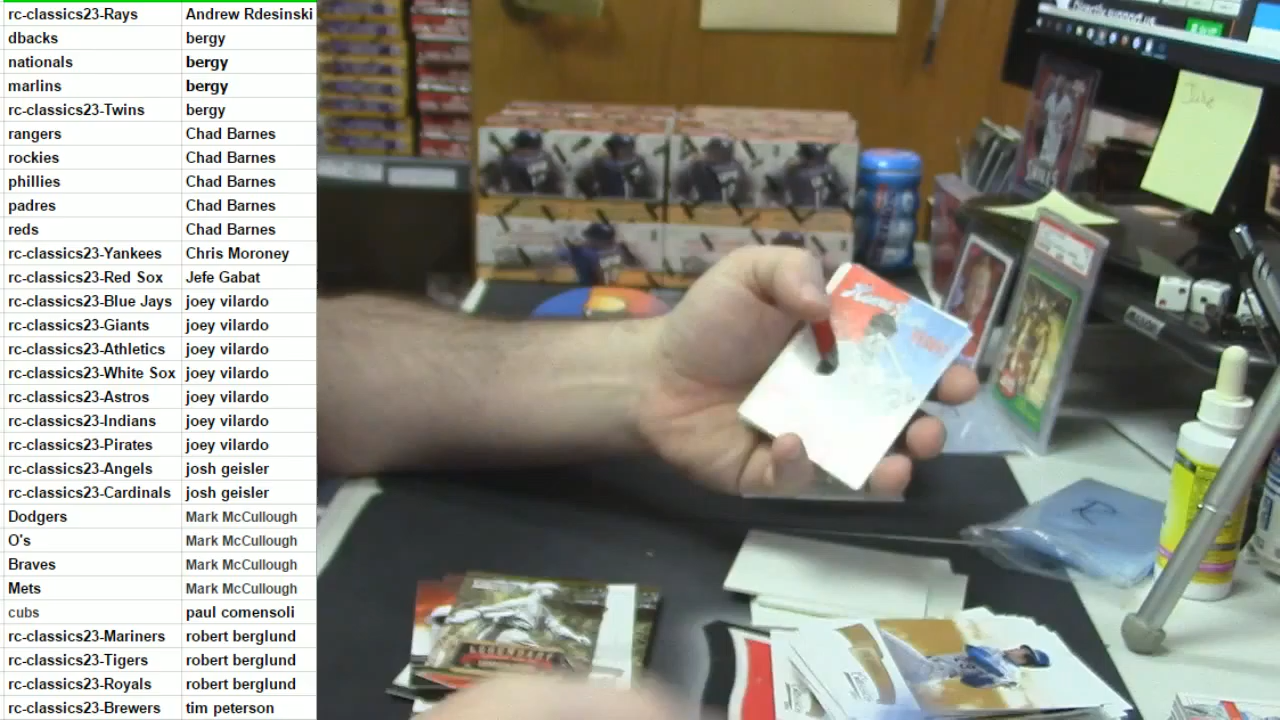 rc-classics23-Rays Andrew Rdesinski
dbacks bergy
nationals bergy
marlins bergy
rc-classics23-Twins bergy
rangers Chad Barnes
rockies Chad Barnes
phillies Chad Barnes
padres Chad Barnes
reds Chad Barnes
rc-classics23-Yankees Chris Moroney
rc-classics23-Red Sox Jefe Gabat
rc-classics23-Blue Jays joey vilardo
rc-classics23-Giants joey vilardo
rc-classics23-Athletics joey vilardo
rc-classics23-White Sox joey vilardo
rc-classics23-Astros joey vilardo
rc-classics23-Indians joey vilardo
rc-classics23-Pirates joey vilardo
rc-classics23-Angels josh geisler
rc-classics23-Cardinals josh geisler
Dodgers Mark McCullough
O's Mark McCullough
Braves Mark McCullough
Mets Mark McCullough
cubs paul comensoli
rc-classics23-Mariners robert berglund
rc-classics23-Tigers robert berglund
rc-classics23-Royals robert berglund
rc-classics23-Brewers tim peterson
Directly support us